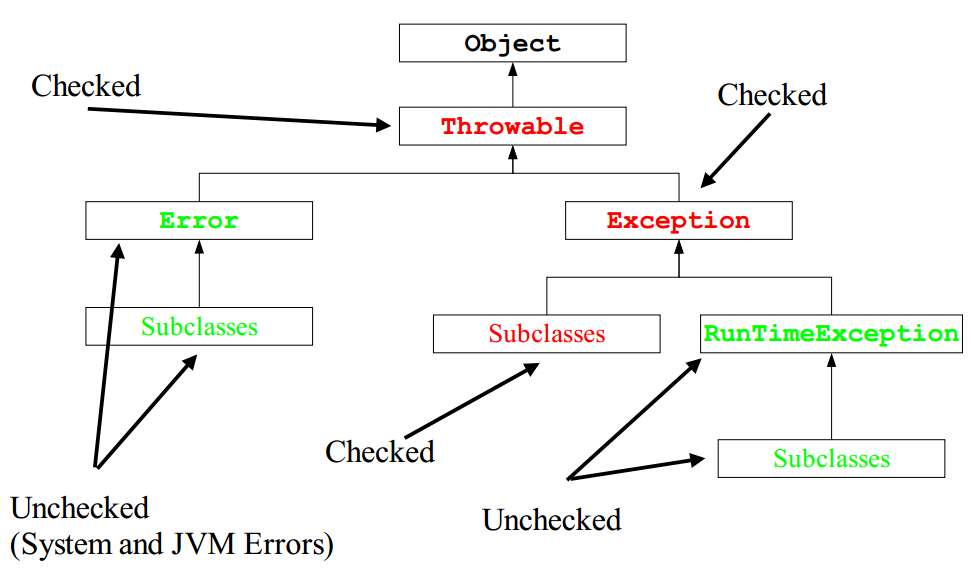 Object
Checked
Checked
Throwable
Error
Exception
Subclasses
Subclasses
RunTimeException
Checked
Subclasses
Unchecked
(System and JVM Errors)
Unchecked